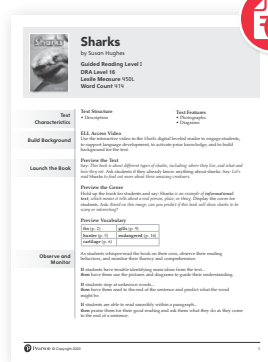 Sharks
Sharks
by Susan Hughes
Guided Reading Level I
DRA Level 16
Lexile Measure 450L
Word Count 414
Text
Characteristics
Text Structure
• Description
Text Features
• Photographs
• Diagrams
Build Background
ELL Access Video
Use the interactive video in the Sharks digital leveled reader to engage students,
to support language development, to activate prior knowledge, and to build
background for the text.
Launch the Book
Preview the Text
Say: This book is about different types of sharks, including where they live, and what and
how they eat. Ask students if they already know anything about sharks. Say: Let's
read Sharks to find out more about these amazing creatures.
Preview the Genre
Hold up the book for students and say: Sharks is an example of informational
text, which means it tells about a real person, place, or thing. Display the cover for
students. Ask: Based on this image, can you predict if this book will show sharks to be
scary or interesting?
Preview Vocabulary
fin (p. 2) gills (p. 9)
hunter (p. 5) endangered (p. 16)
cartilage (p. 6)
Observe and
Monitor
As students whisper-read the book on their own, observe their reading
behaviors, and monitor their fluency and comprehension.
If students have trouble identifying main ideas from the text...
then have them use the pictures and diagrams to guide their understanding.
If students stop at unknown words...
then have them read to the end of the sentence and predict what the word
might be.
If students are able to read smoothly within a paragraph...
then praise them for their good reading and ask them what they do as they come
to the end of a sentence.
Pearson © Copyright 2020